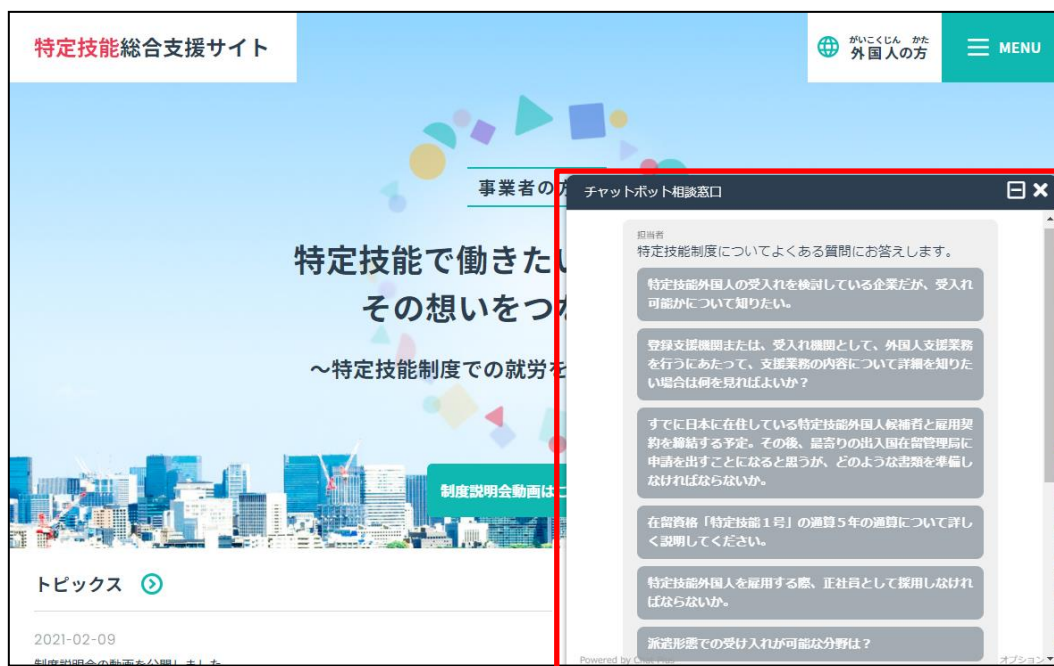 特定技能総合支援サイト
がいこくじん かた
外国人の方
MENU
事業者の
特定技能で働きたい
その想いをつ
～特定技能制度での就労を
制度説明会動画は
トピックス
2021-02-09
制度説明会の動画を公開しました
チャットボット相談窓口
担当者
特定技能制度についてよくある質問にお答えします。
特定技能外国人の受入れを検討している企業だが、受入れ
可能かについて知りたい。
登録支援機関または、受入れ機関として、外国人支援業務
を行うにあたって、支援業務の内容について詳細を知りた
い場合は何を見ればよいか？
すでに日本に在住している特定技能外国人候補者と雇用契
約を締結する予定。その後、最寄りの出入国在留管理局に
申請を出すことになると思うが、どのような書類を準備し
なければならないか。
在留資格「特定技能１号」の通算５年の通算について詳し
く説明してください。
特定技能外国人を雇用する際、正社員として採用しなけれ
ばならないか。
派遣形態での受け入れが可能な分野は？
Powered by Chat Plus
オプション